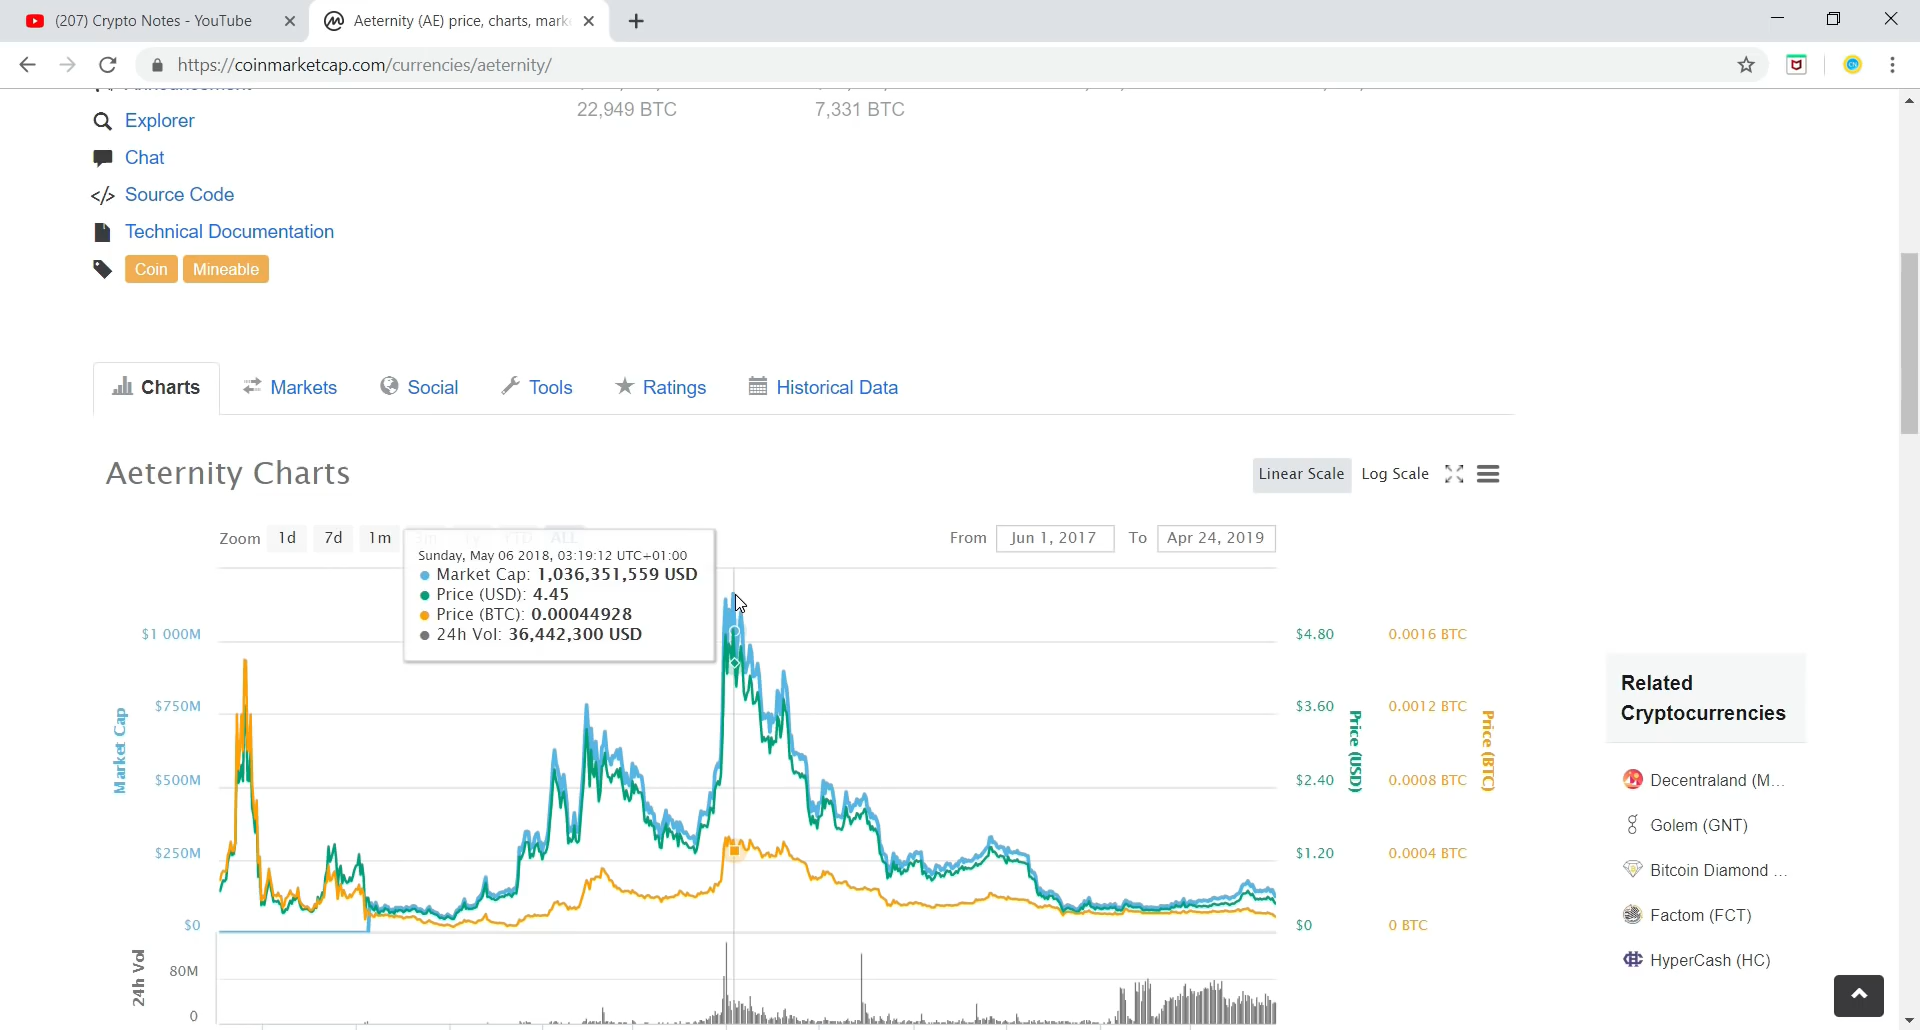 (207) Crypto Notes - YouTube
Aeternity (AE) price, charts, mark
https://coinmarketcap.com/currencies/aeternity/
22,949 BTC
7,331 BTC
Explorer
Chat
Source Code
Technical Documentation
Coin
Mineable
Charts
Markets
Social
Tools
Ratings
Historical Data
Aeternity Charts
Linear Scale
Log Scale
Zoom
1d
7d
1m
ALL
From
Jun 1, 2017
To
Apr 24, 2019
Sunday, May 06 2018, 03:19:12 UTC+01:00
Market Cap: 1,036,351,559 USD
Price (USD): 4.45
Price (BTC): 0.00044928
24h Vol: 36,442,300 USD
$1 000M
$750M
$500M
$250M
$0
Market Cap
$4.80
$3.60
$2.40
$1.20
$0
Price (USD)
0.0016 BTC
0.0012 BTC
0.0008 BTC
0.0004 BTC
0 BTC
Price (BTC)
80M
0
24h Vol
Related
Cryptocurrencies
Decentraland (M...
Golem (GNT)
Bitcoin Diamond ...
Factom (FCT)
HyperCash (HC)